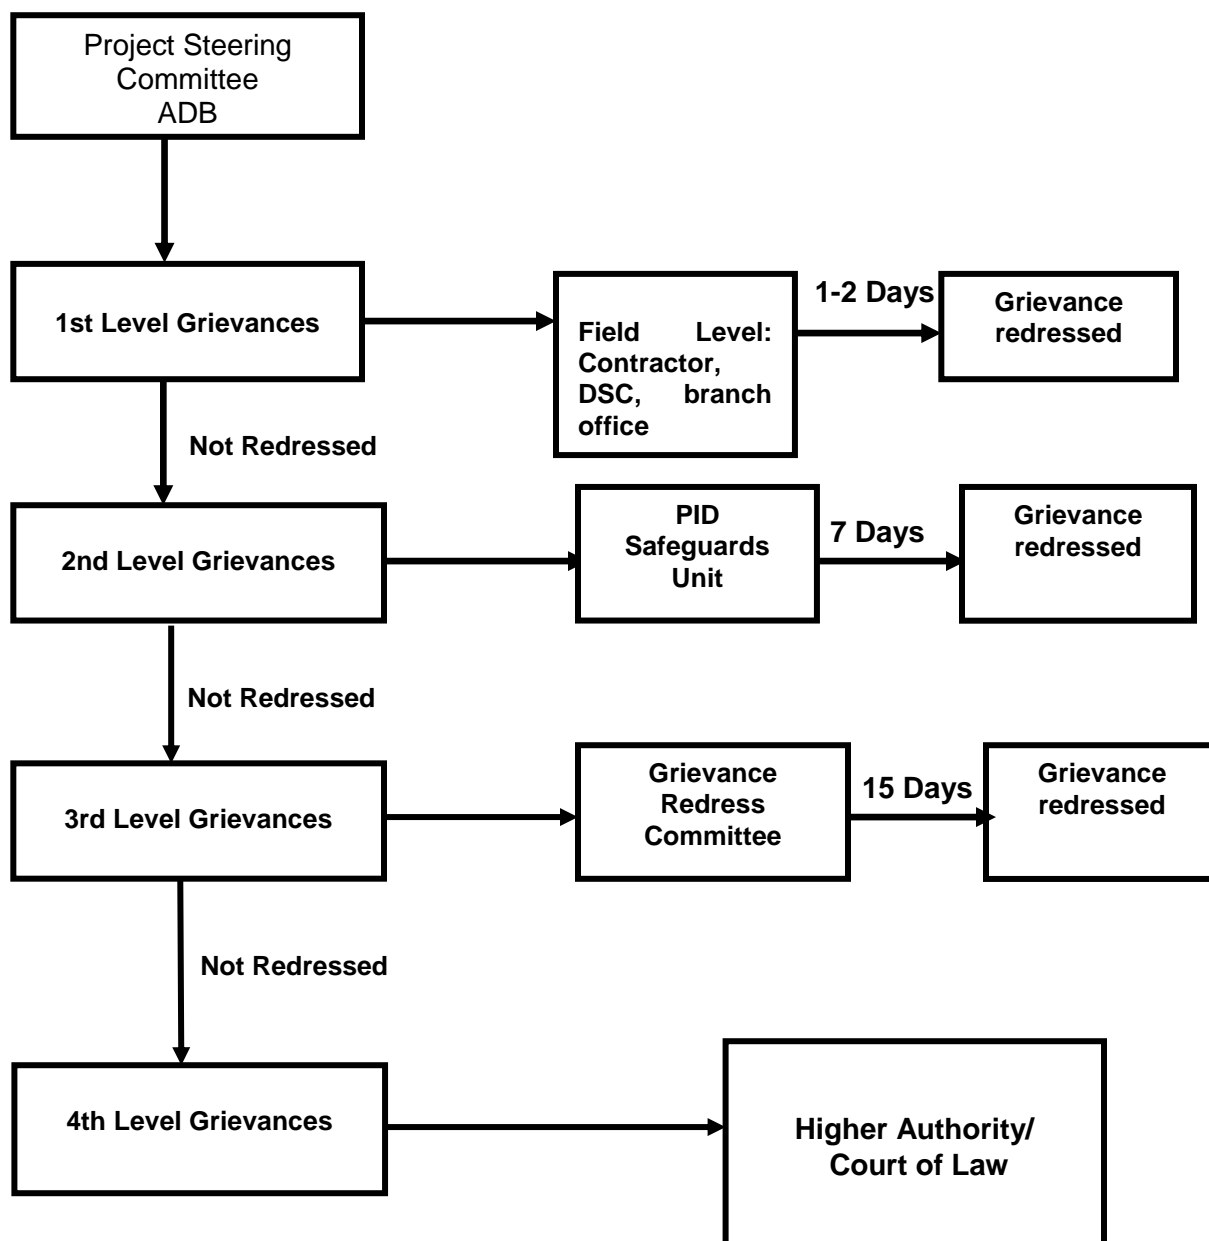 Project Steering
Committee
ADB
1st Level Grievances
Field Level:
Contractor,
DSC, branch
office
1-2 Days
Grievance
redressed
Not Redressed
2nd Level Grievances
PID
Safeguards
Unit
7 Days
Grievance
redressed
Not Redressed
3rd Level Grievances
Grievance
Redress
Committee
15 Days
Grievance
redressed
Not Redressed
4th Level Grievances
Higher Authority/
Court of Law